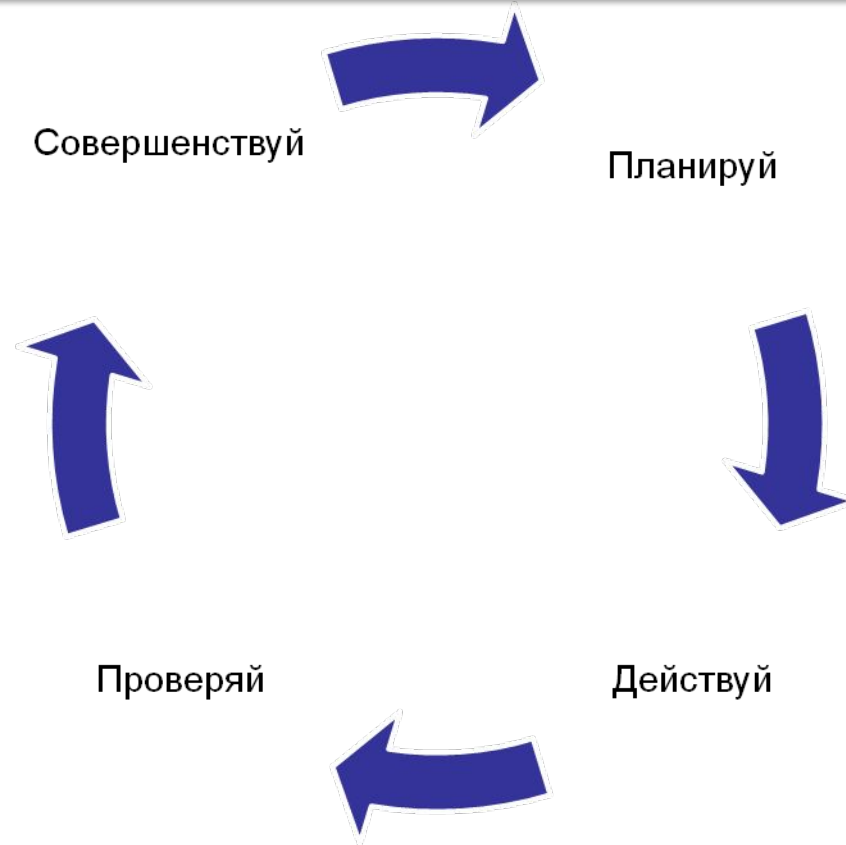 Совершенствуй
Планируй
Проверяй
Действуй